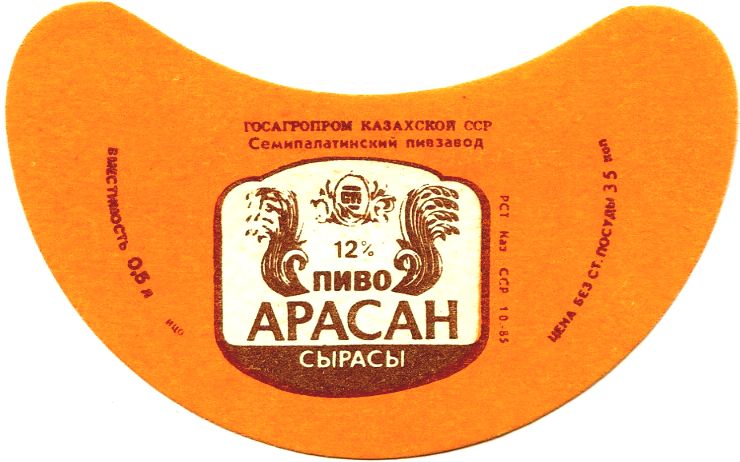 ГОСАГРОПРОМ КАЗАХСКОЙ ССР
Семипалатинский пивзавод
ВМЕСТИМОСТЬ 0,5 л
12%
ПИВО
АРАСАН
СЫРАСЫ
РСТ Каз ССР 10-85
ЦЕНА БЕЗ СТ. ПОСУДЫ 35 коп